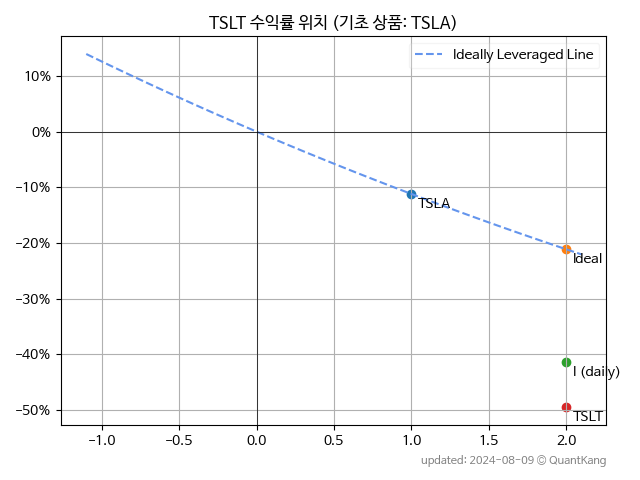 TSLT 수익률 위치 (기초 상품: TSLA)
Ideally Leveraged Line
10%
0%
−10%
−20%
−30%
−40%
−50%
TSLA
Ideal
I (daily)
TSLT
−1.0 −0.5 0.0 0.5 1.0 1.5 2.0
updated: 2024-08-09 © QuantKang